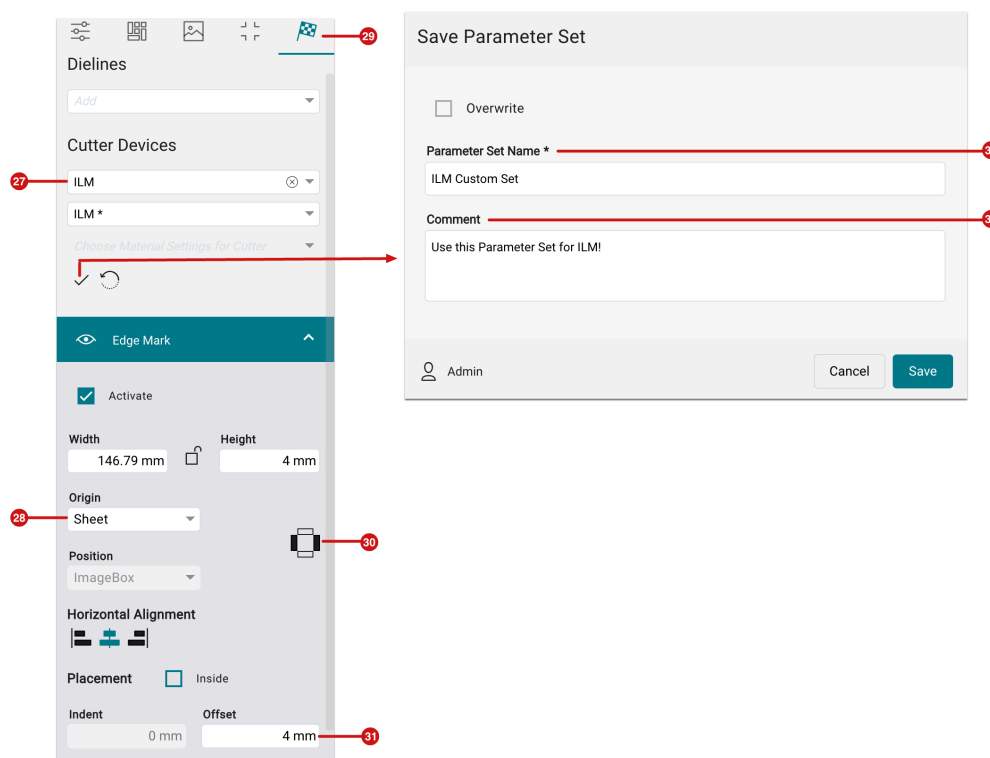 29
Dielines
Add
Cutter Devices
27
ILM
ILM *
Choose Material Settings for Cutter
Edge Mark
Activate
Width
Height
146.79 mm
4 mm
Origin
28
Sheet
30
Position
ImageBox
Horizontal Alignment
Placement
Inside
Indent
Offset
0 mm
4 mm
31
Save Parameter Set
Overwrite
Parameter Set Name *
ILM Custom Set
Comment
Use this Parameter Set for ILM!
Admin
Cancel
Save